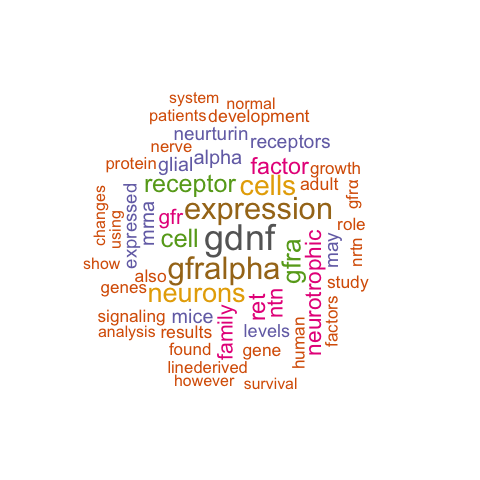 system
normal
patients
development
neurturin
receptors
nerve
protein
glial
alpha
factor
growth
receptor
cells
adult
gfrα
changes
using
expressed
mrna
gfr
expression
role
cell
gdnf
gfra
neurotrophic
may
nrtn
show
also
gfralpha
genes
neurons
ret
ntn
study
signaling
mice
family
levels
human
factors
analysis
results
found
gene
linederived
however
survival